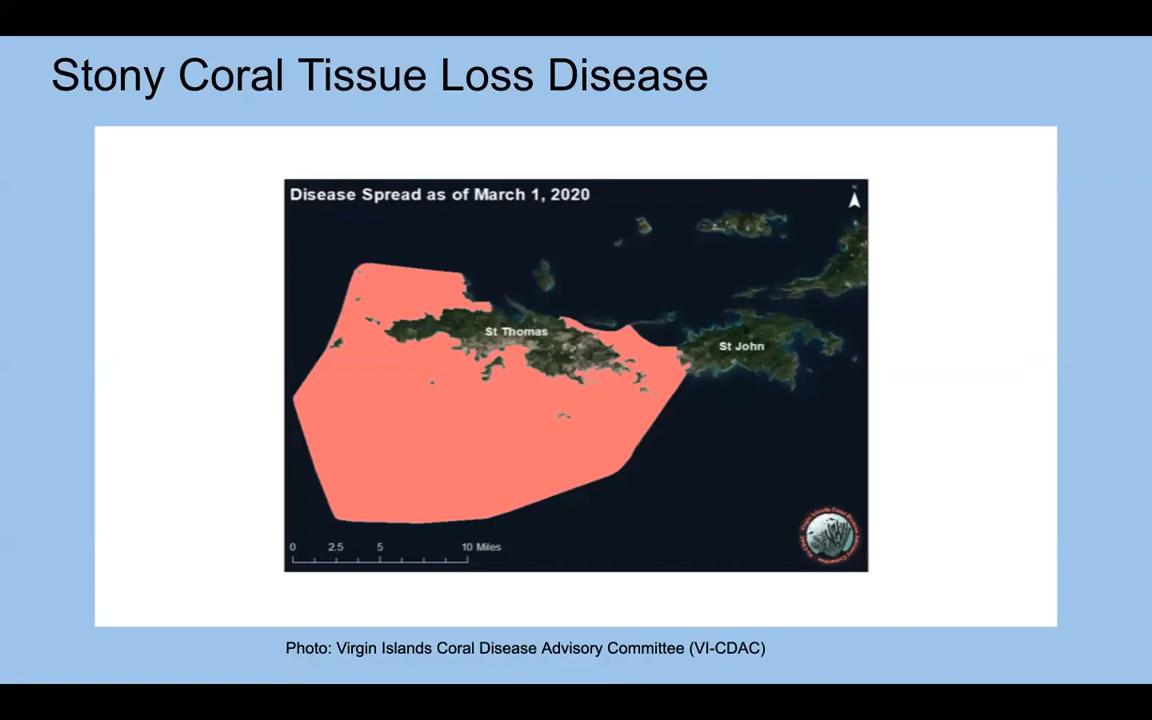 Stony Coral Tissue Loss Disease
Disease Spread as of March 1, 2020
N
St Thomas
St John
0 2.5 5 10 Miles
Photo: Virgin Islands Coral Disease Advisory Committee (VI-CDAC)